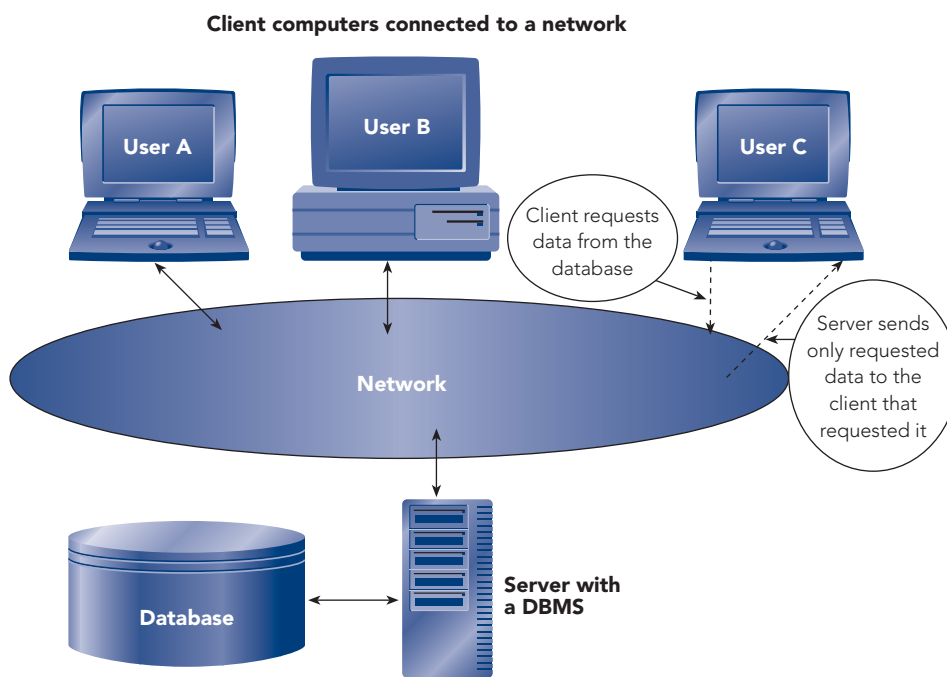 Client computers connected to a network
User A
User B
User C
Client requests
data from the
database
Server sends
only requested
data to the
client that
requested it
Network
Server with
a DBMS
Database